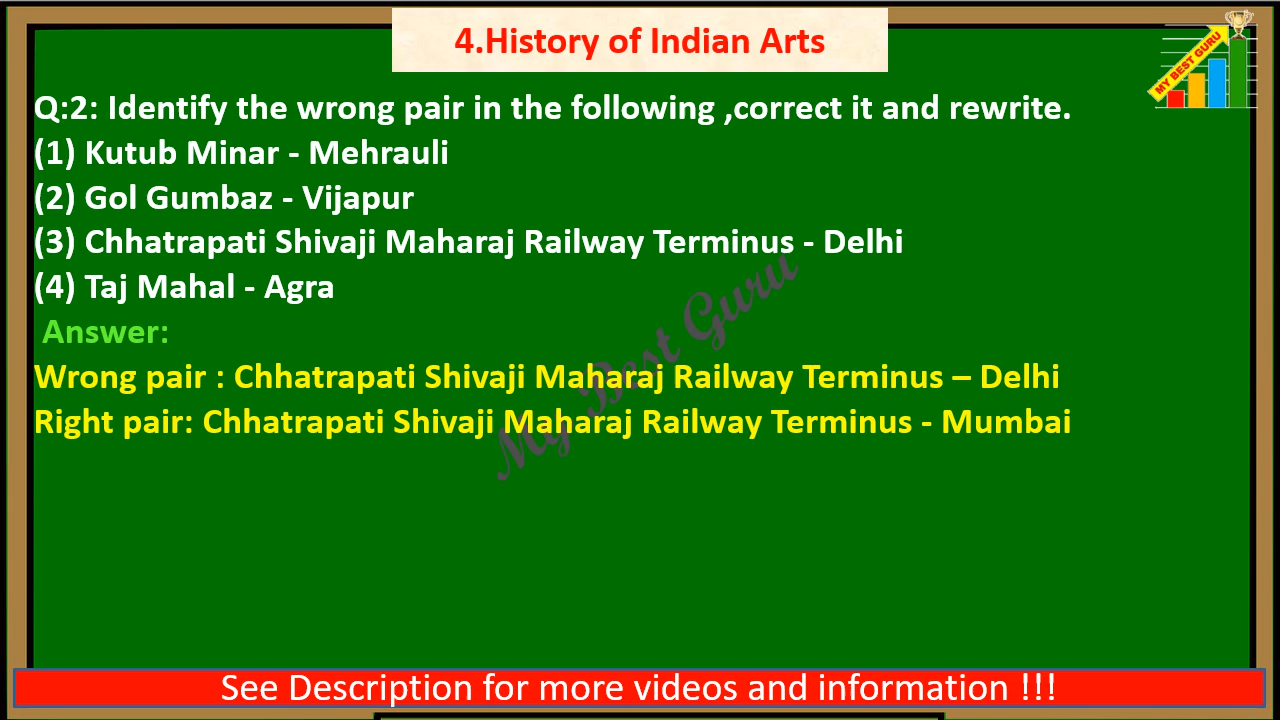 4.History of Indian Arts
MY BEST GURU
Q:2: Identify the wrong pair in the following ,correct it and rewrite.
(1) Kutub Minar - Mehrauli
(2) Gol Gumbaz - Vijapur
(3) Chhatrapati Shivaji Maharaj Railway Terminus - Delhi
(4) Taj Mahal - Agra
Answer:
Wrong pair : Chhatrapati Shivaji Maharaj Railway Terminus – Delhi
Right pair: Chhatrapati Shivaji Maharaj Railway Terminus - Mumbai
My Best Guru
See Description for more videos and information !!!